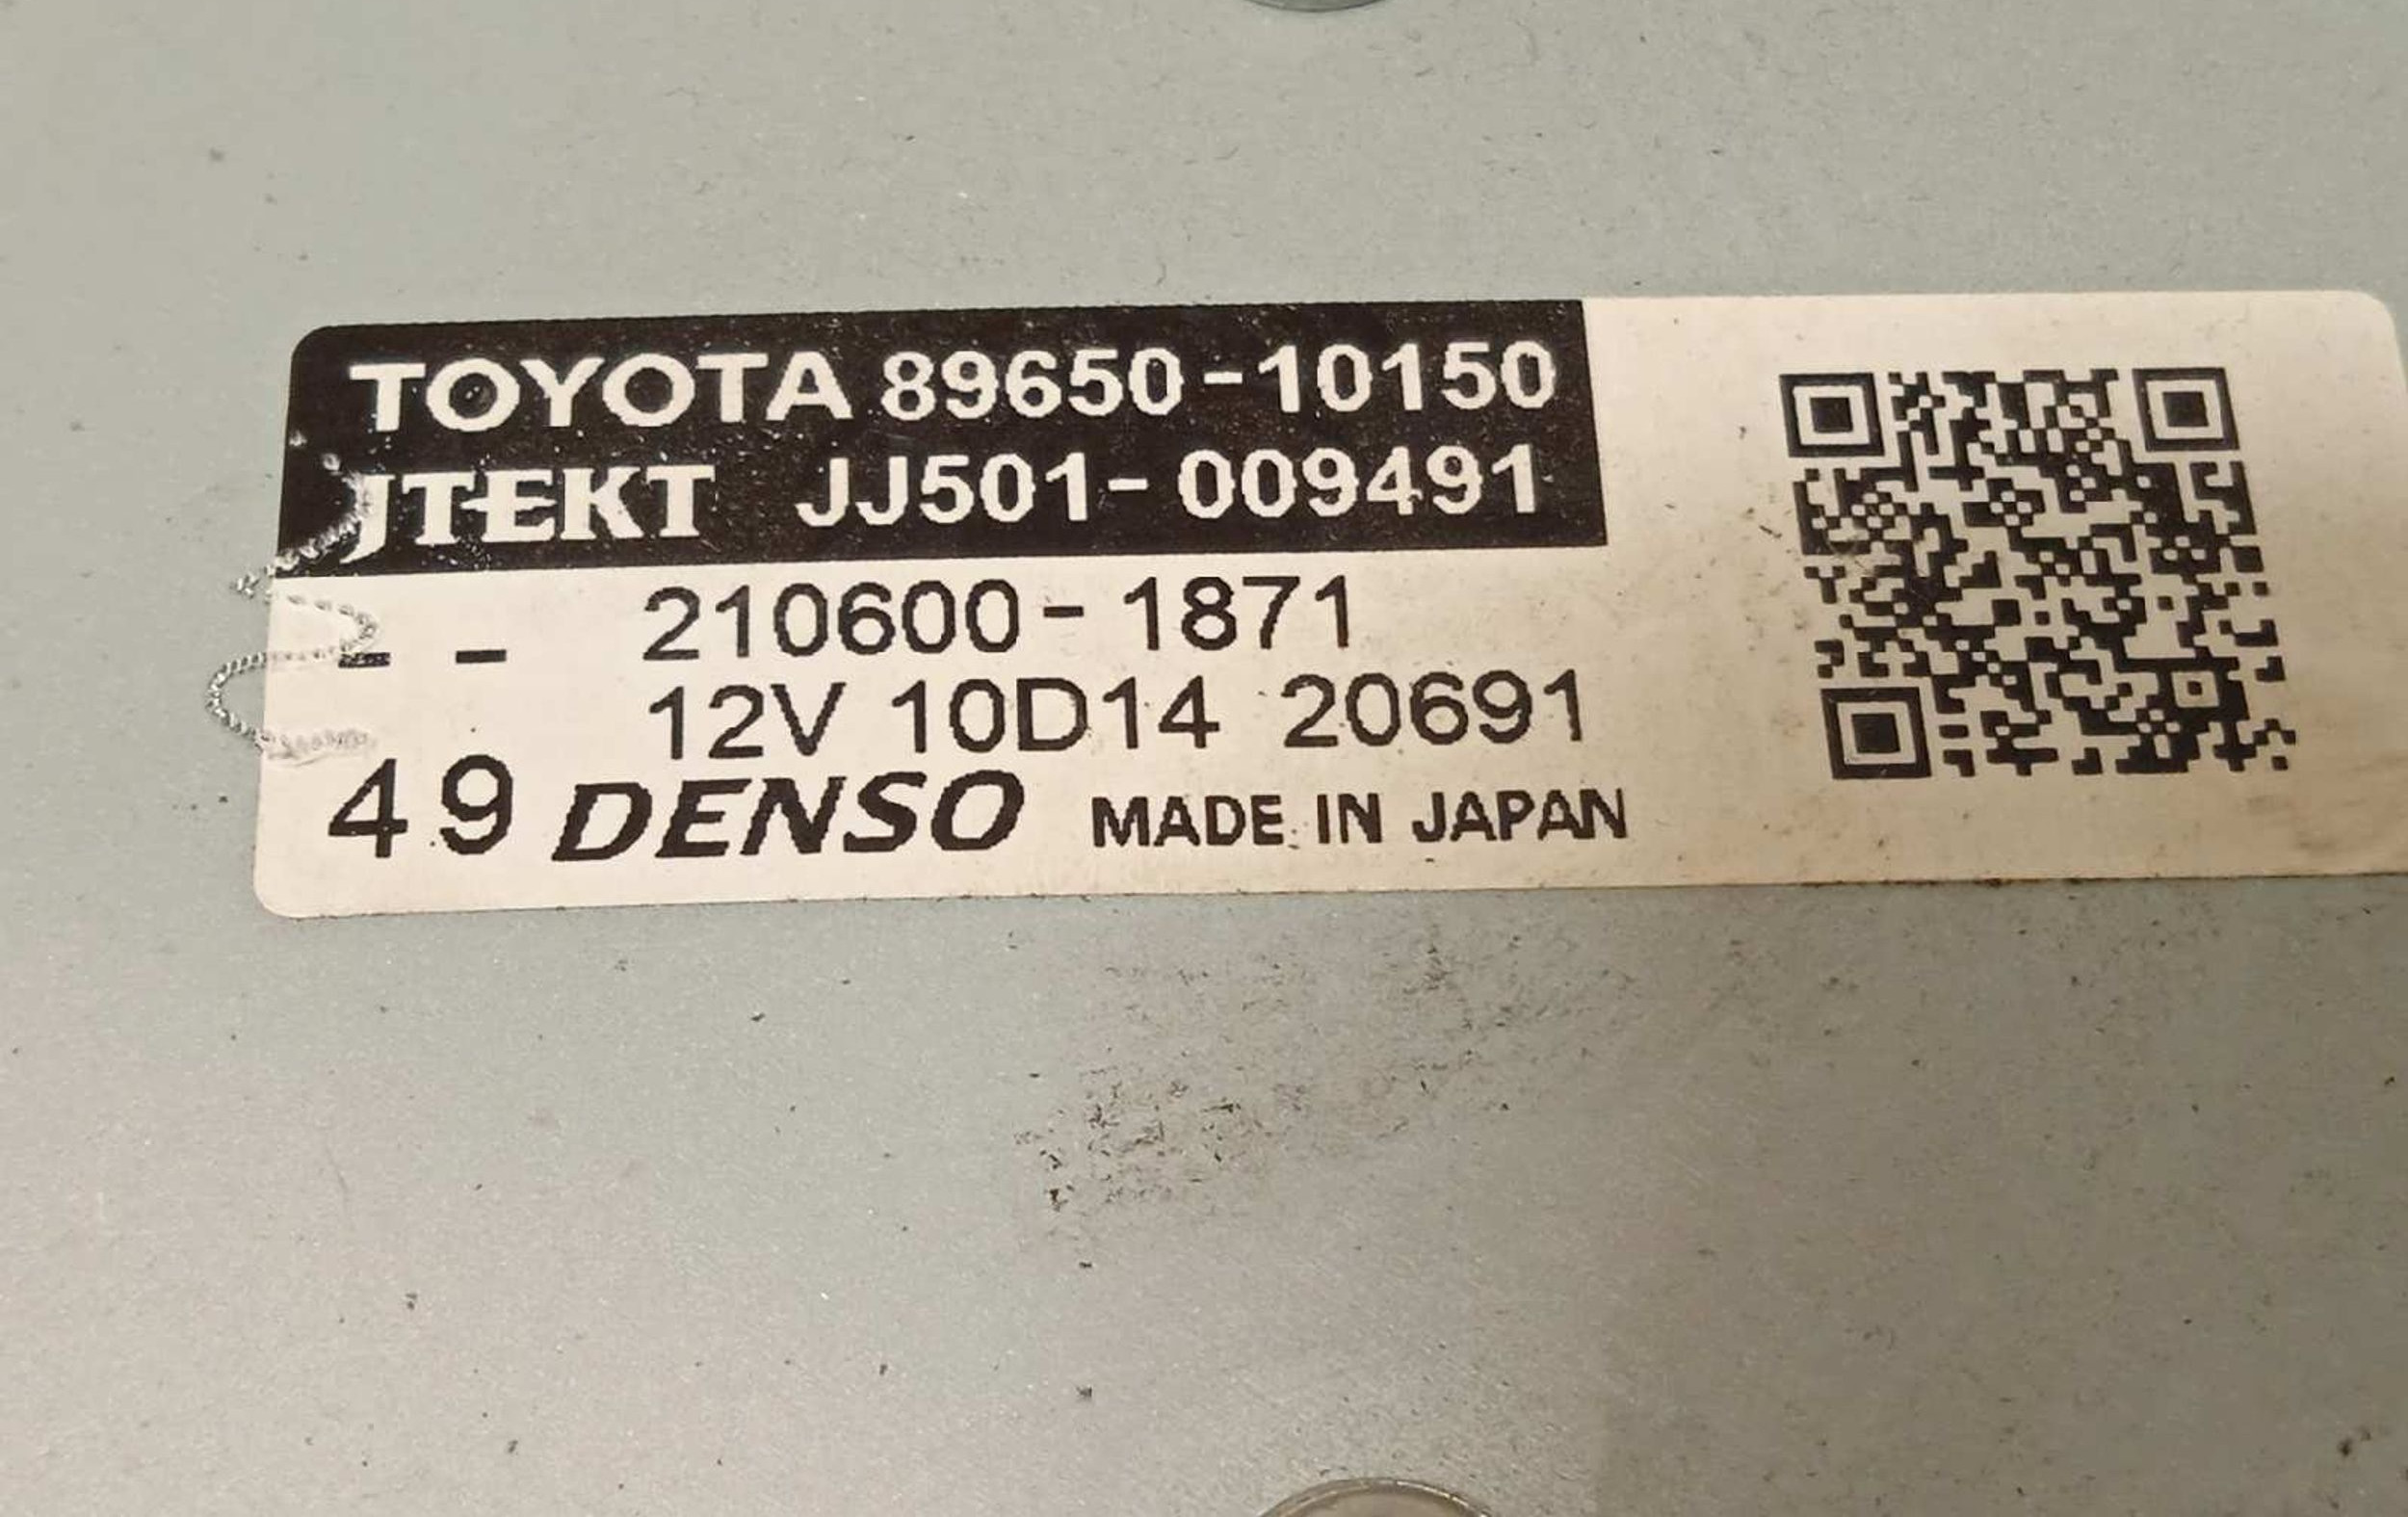 TOYOTA 89650-10150
JTEKT JJ501-009491
210600-1871
- -
12V 10D14 20691
49 DENSO MADE IN JAPAN